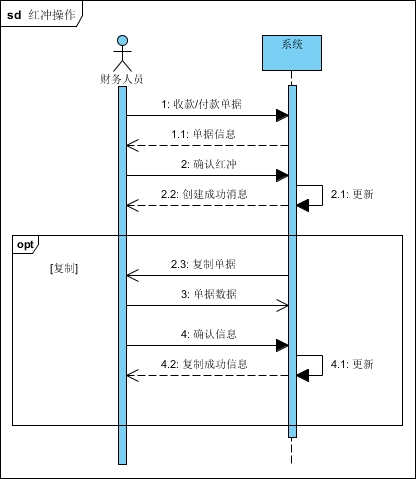 sd 红冲操作
系统
财务人员
1: 收款/付款单据
1.1: 单据信息
2: 确认红冲
2.1: 更新
2.2: 创建成功消息
opt
[复制]
2.3: 复制单据
3: 单据数据
4: 确认信息
4.1: 更新
4.2: 复制成功信息